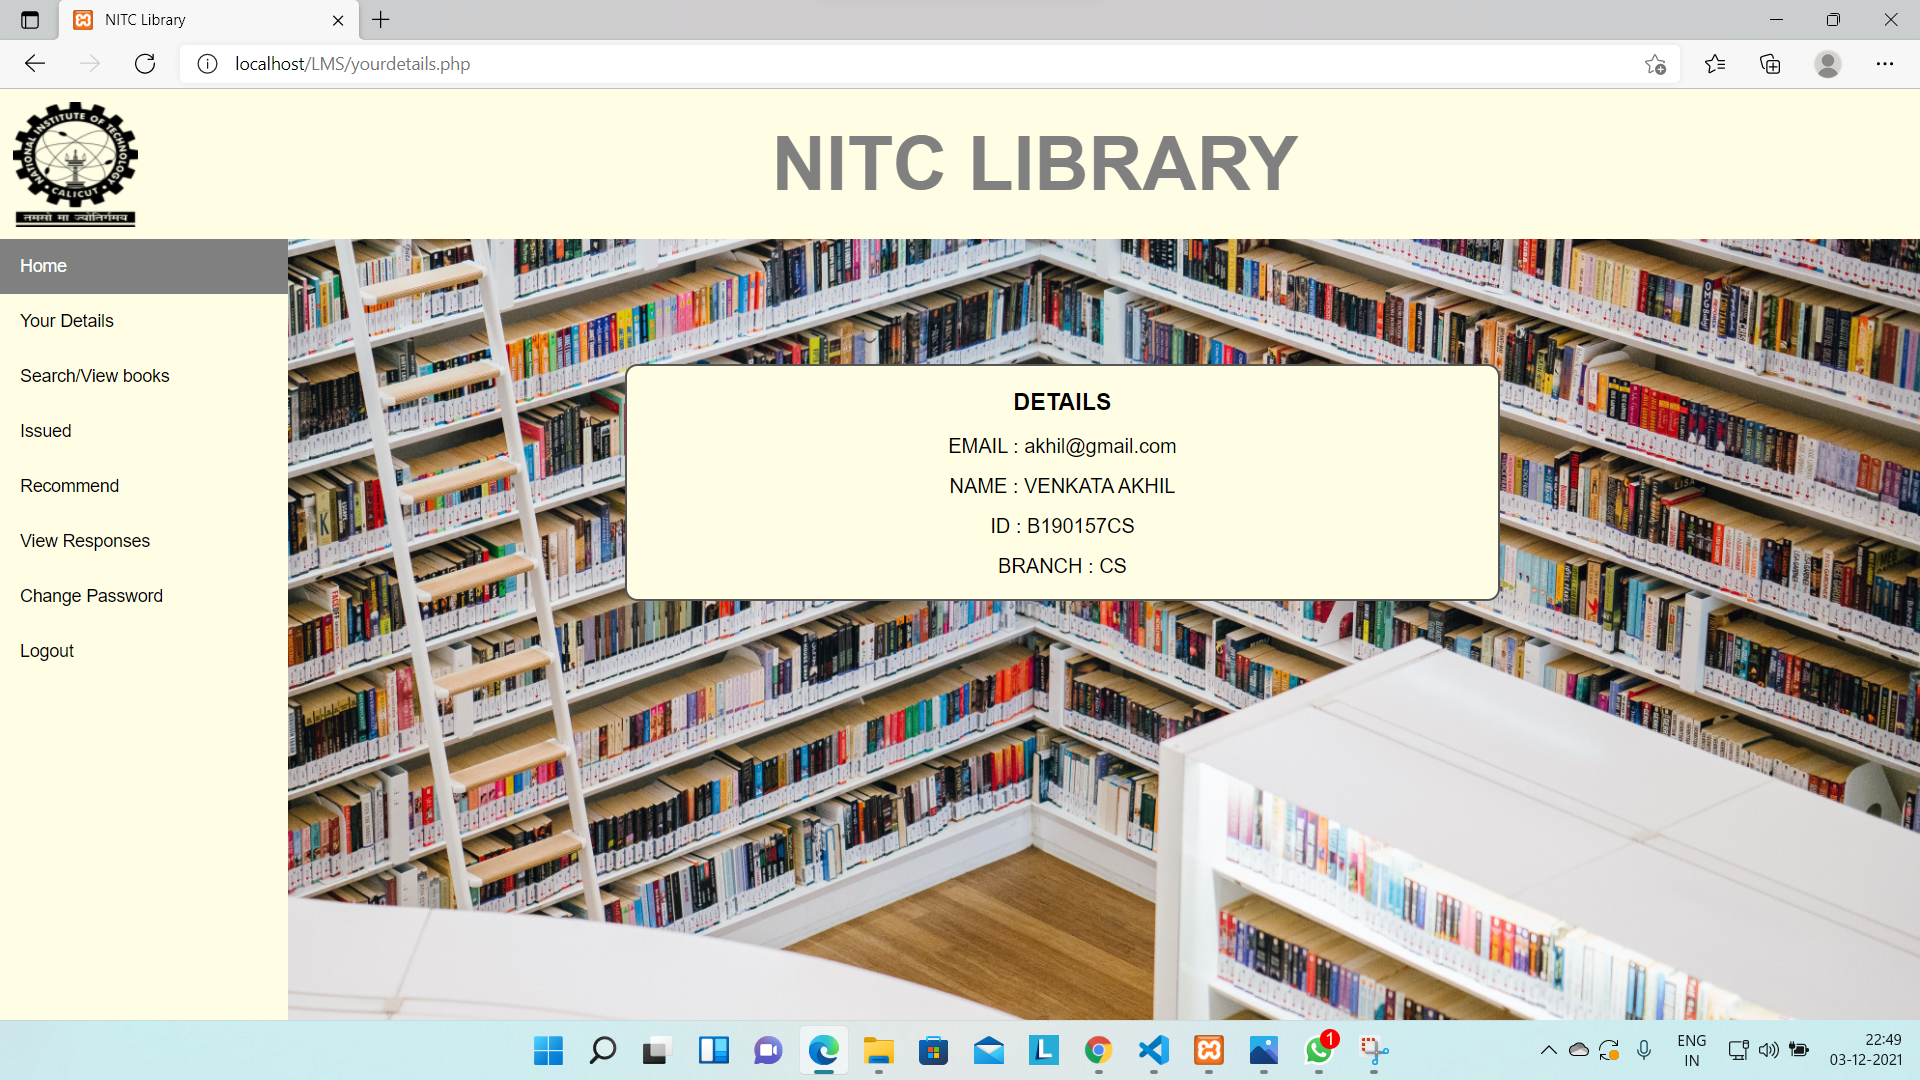 NITC Library
localhost/LMS/yourdetails.php
NATIONAL INSTITUTE OF TECHNOLOGY
CALICUT
नमसो मा ज्योतिर्गमय
NITC LIBRARY
Home
Your Details
Search/View books
Issued
Recommend
View Responses
Change Password
Logout
DETAILS
EMAIL : akhil@gmail.com
NAME : VENKATA AKHIL
ID : B190157CS
BRANCH : CS
1
ENG
IN
22:49
03-12-2021